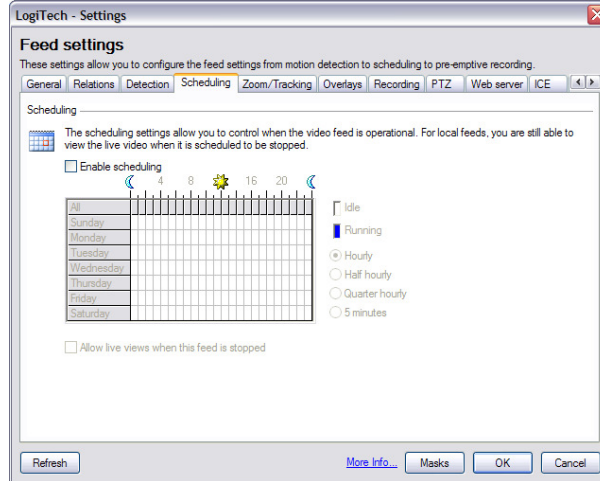 LogiTech - Settings
Feed settings
These settings allow you to configure the feed settings from motion detection to scheduling to pre-emptive recording.
General Relations Detection Scheduling Zoom/Tracking Overlays Recording PTZ Web server ICE
Scheduling
The scheduling settings allow you to control when the video feed is operational. For local feeds, you are still able to
view the live video when it is scheduled to be stopped.
Enable scheduling
4 8 16 20
All
Sunday
Monday
Tuesday
Wednesday
Thursday
Friday
Saturday
Idle
Running
Hourly
Half hourly
Quarter hourly
5 minutes
Allow live views when this feed is stopped
Refresh More Info... Masks OK Cancel